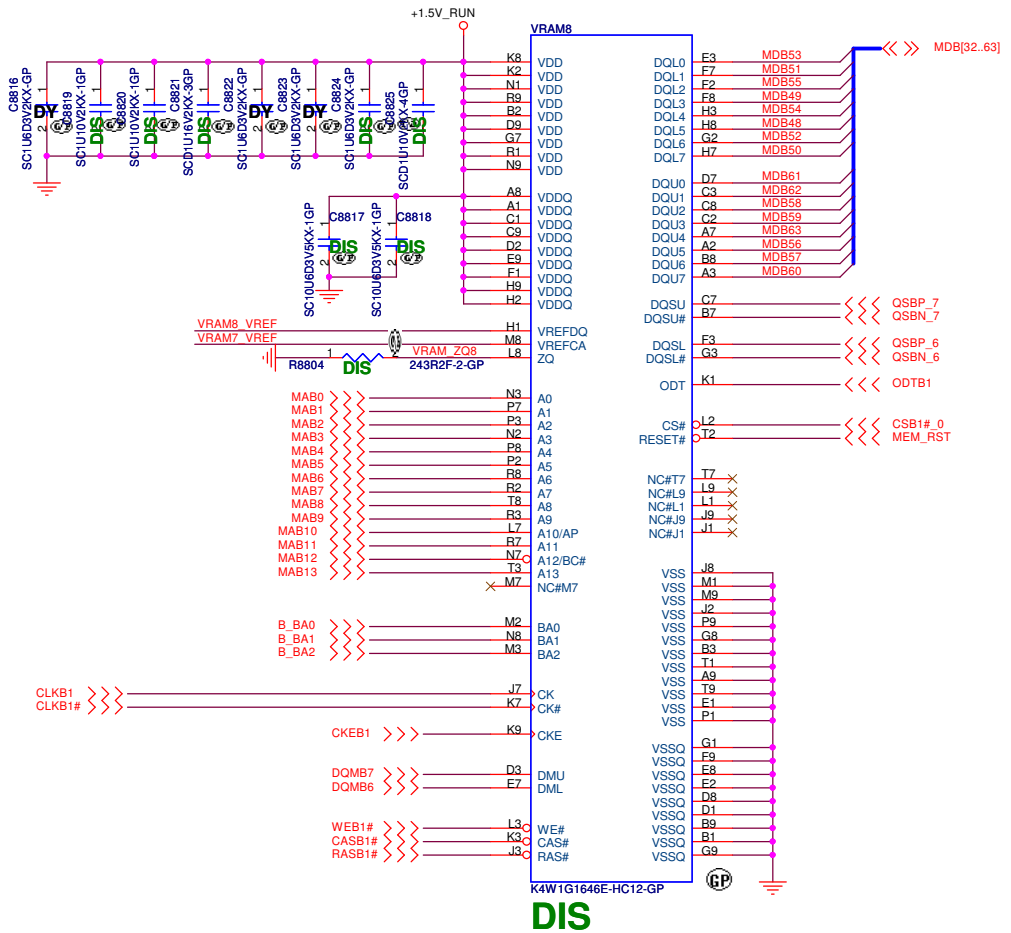 +1.5V_RUN
VRAM8
MDB[32..63]
C8816
SC1U6D3V2KX-GP
DY
C8819
SC1U10V2KX-1GP
DIS
C8820
SC1U10V2KX-1GP
DIS
C8821
SCD1U16V2KX-3GP
DIS
C8822
SC1U6D3V2KX-GP
DY
C8823
SC1U6D3V2KX-GP
DY
C8824
SC1U6D3V2KX-GP
DIS
C8825
DIS
1
2
K8 VDD
K2 VDD
N1 VDD
R9 VDD
B2 VDD
D9 VDD
G7 VDD
R1 VDD
N9 VDD
A8 VDDQ
A1 VDDQ
C1 VDDQ
C9 VDDQ
D2 VDDQ
E9 VDDQ
F1 VDDQ
H9 VDDQ
H2 VDDQ
C8817
SC10U6D3V5KX-1GP
DIS
C8818
SC10U6D3V5KX-1GP
DIS
VRAM8_VREF H1 VREFDQ
VRAM7_VREF M8 VREFCA
VRAM_ZQ8 L8 ZQ
R8804 1 2 243R2F-2-GP
DIS
MAB0 N3 A0
MAB1 P7 A1
MAB2 P3 A2
MAB3 N2 A3
MAB4 P8 A4
MAB5 P2 A5
MAB6 R8 A6
MAB7 R2 A7
MAB8 T8 A8
MAB9 R3 A9
MAB10 L7 A10/AP
MAB11 R7 A11
MAB12 N7 A12/BC#
MAB13 T3 A13
M7 NC#M7
B_BA0 M2 BA0
B_BA1 N8 BA1
B_BA2 M3 BA2
CLKB1 J7 CK
CLKB1# K7 CK#
CKEB1 K9 CKE
DQMB7 D3 DMU
DQMB6 E7 DML
WEB1# L3 WE#
CASB1# K3 CAS#
RASB1# J3 RAS#
DQL0 E3 MDB53
DQL1 F7 MDB51
DQL2 F2 MDB55
DQL3 F8 MDB49
DQL4 H3 MDB54
DQL5 H8 MDB48
DQL6 G2 MDB52
DQL7 H7 MDB50
DQU0 D7 MDB61
DQU1 C3 MDB62
DQU2 C8 MDB58
DQU3 C2 MDB59
DQU4 A7 MDB63
DQU5 A2 MDB56
DQU6 B8 MDB57
DQU7 A3 MDB60
DQSU C7 QSBP_7
DQSU# B7 QSBN_7
DQSL F3 QSBP_6
DQSL# G3 QSBN_6
ODT K1 ODTB1
CS# L2 CSB1#_0
RESET# T2 MEM_RST
NC#T7 T7
NC#L9 L9
NC#L1 L1
NC#J9 J9
NC#J1 J1
VSS J8
VSS M1
VSS M9
VSS J2
VSS P9
VSS G8
VSS B3
VSS T1
VSS A9
VSS T9
VSS E1
VSS P1
VSSQ G1
VSSQ F9
VSSQ E8
VSSQ E2
VSSQ D8
VSSQ D1
VSSQ B9
VSSQ B1
VSSQ G9
K4W1G1646E-HC12-GP
GP
DIS